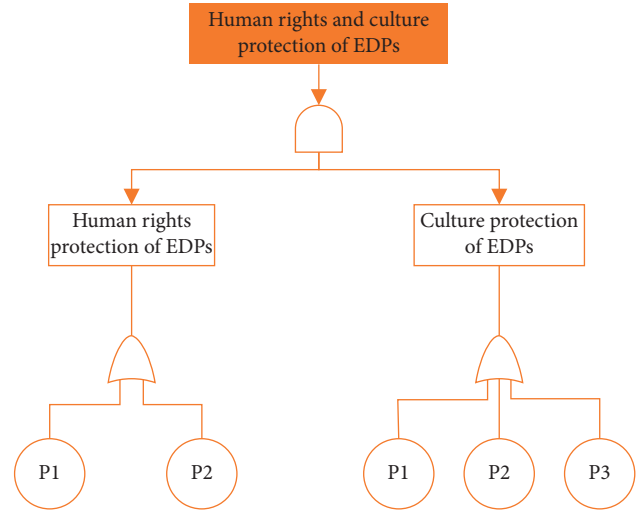 Human rights and culture
protection of EDPs
Human rights
protection of EDPs
Culture protection
of EDPs
P1
P2
P1
P2
P3